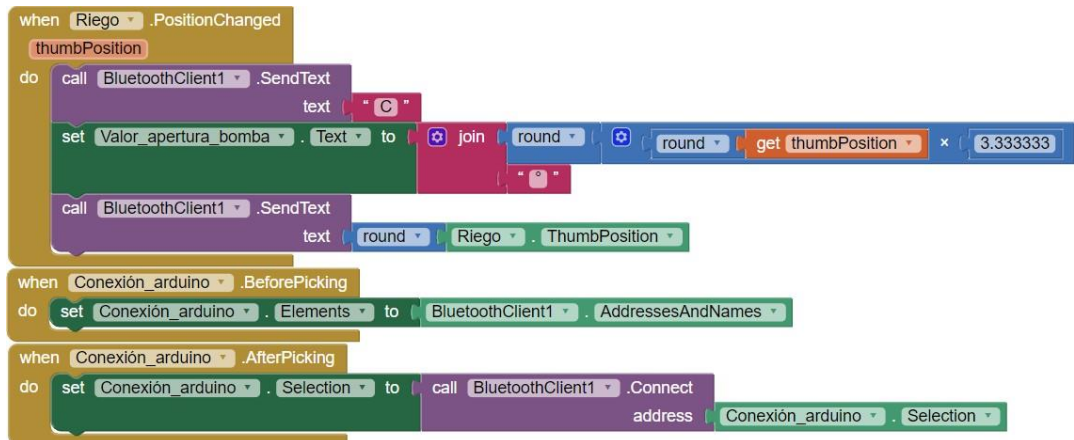 when Riego .PositionChanged
thumbPosition
do call BluetoothClient1 .SendText
text "C"
set Valor_apertura_bomba . Text to join round round get thumbPosition × 3.333333
"°"
call BluetoothClient1 .SendText
text round Riego . ThumbPosition
when Conexión_arduino .BeforePicking
do set Conexión_arduino . Elements to BluetoothClient1 . AddressesAndNames
when Conexión_arduino .AfterPicking
do set Conexión_arduino . Selection to call BluetoothClient1 .Connect
address Conexión_arduino . Selection